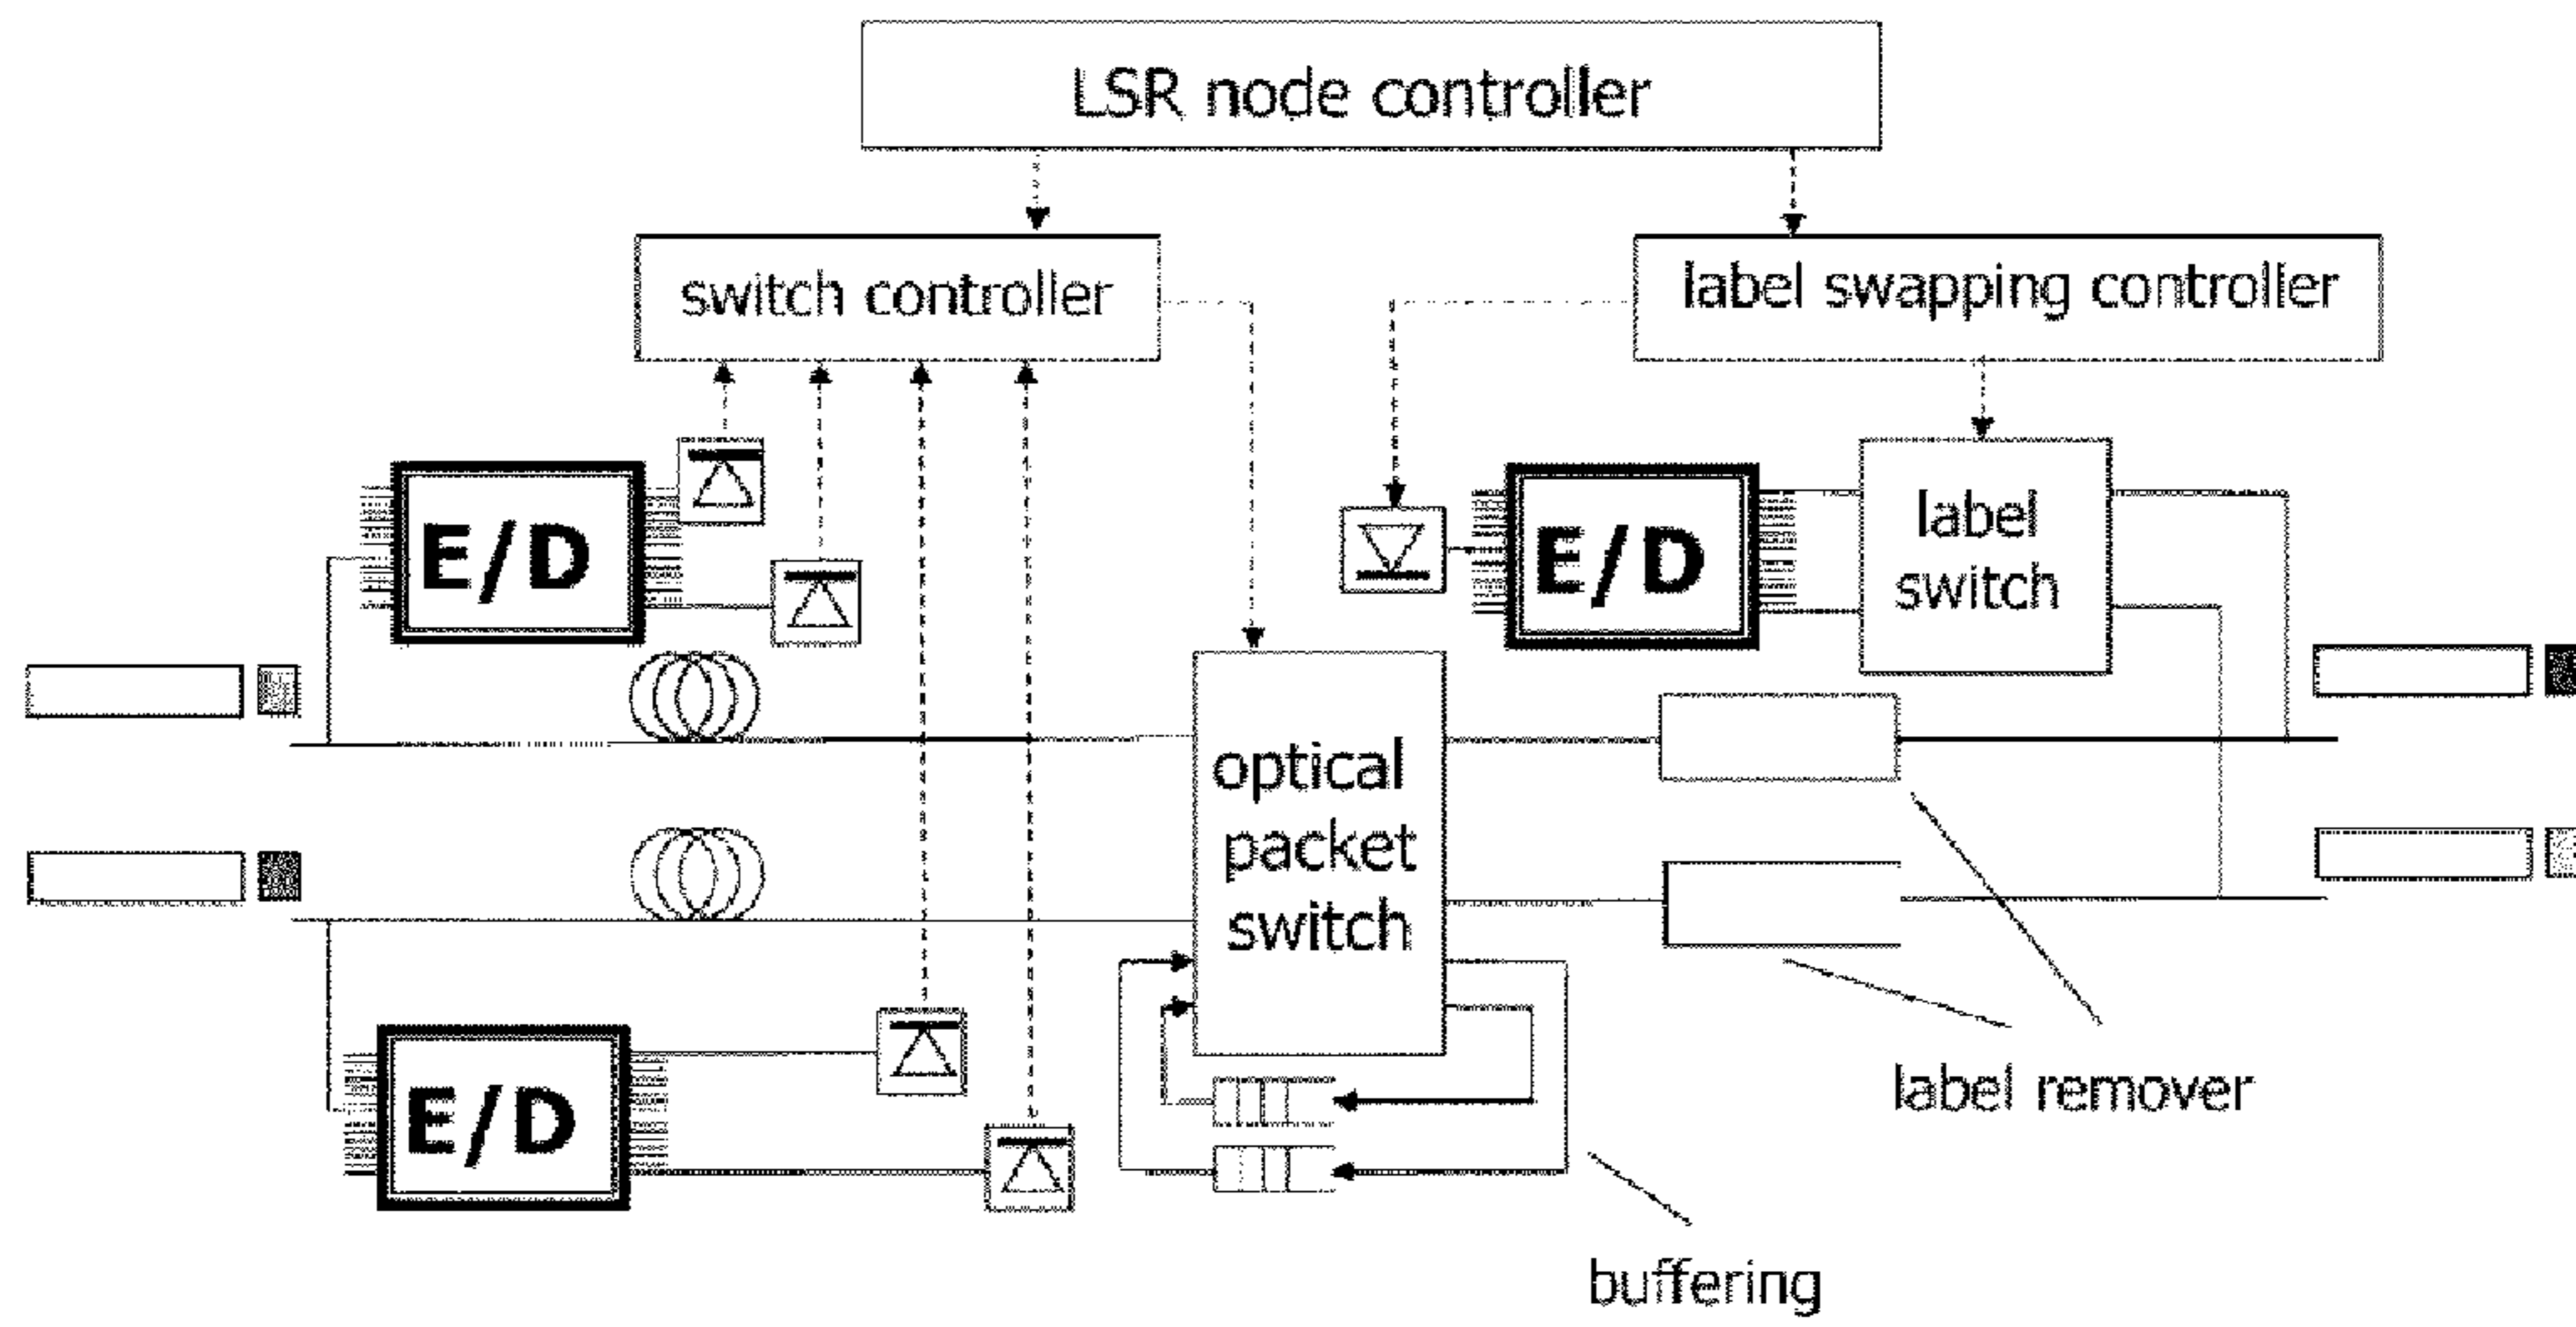 LSR node controller
switch controller
label swapping controller
E/D
E/D
label
switch
optical
packet
switch
E/D
label remover
buffering